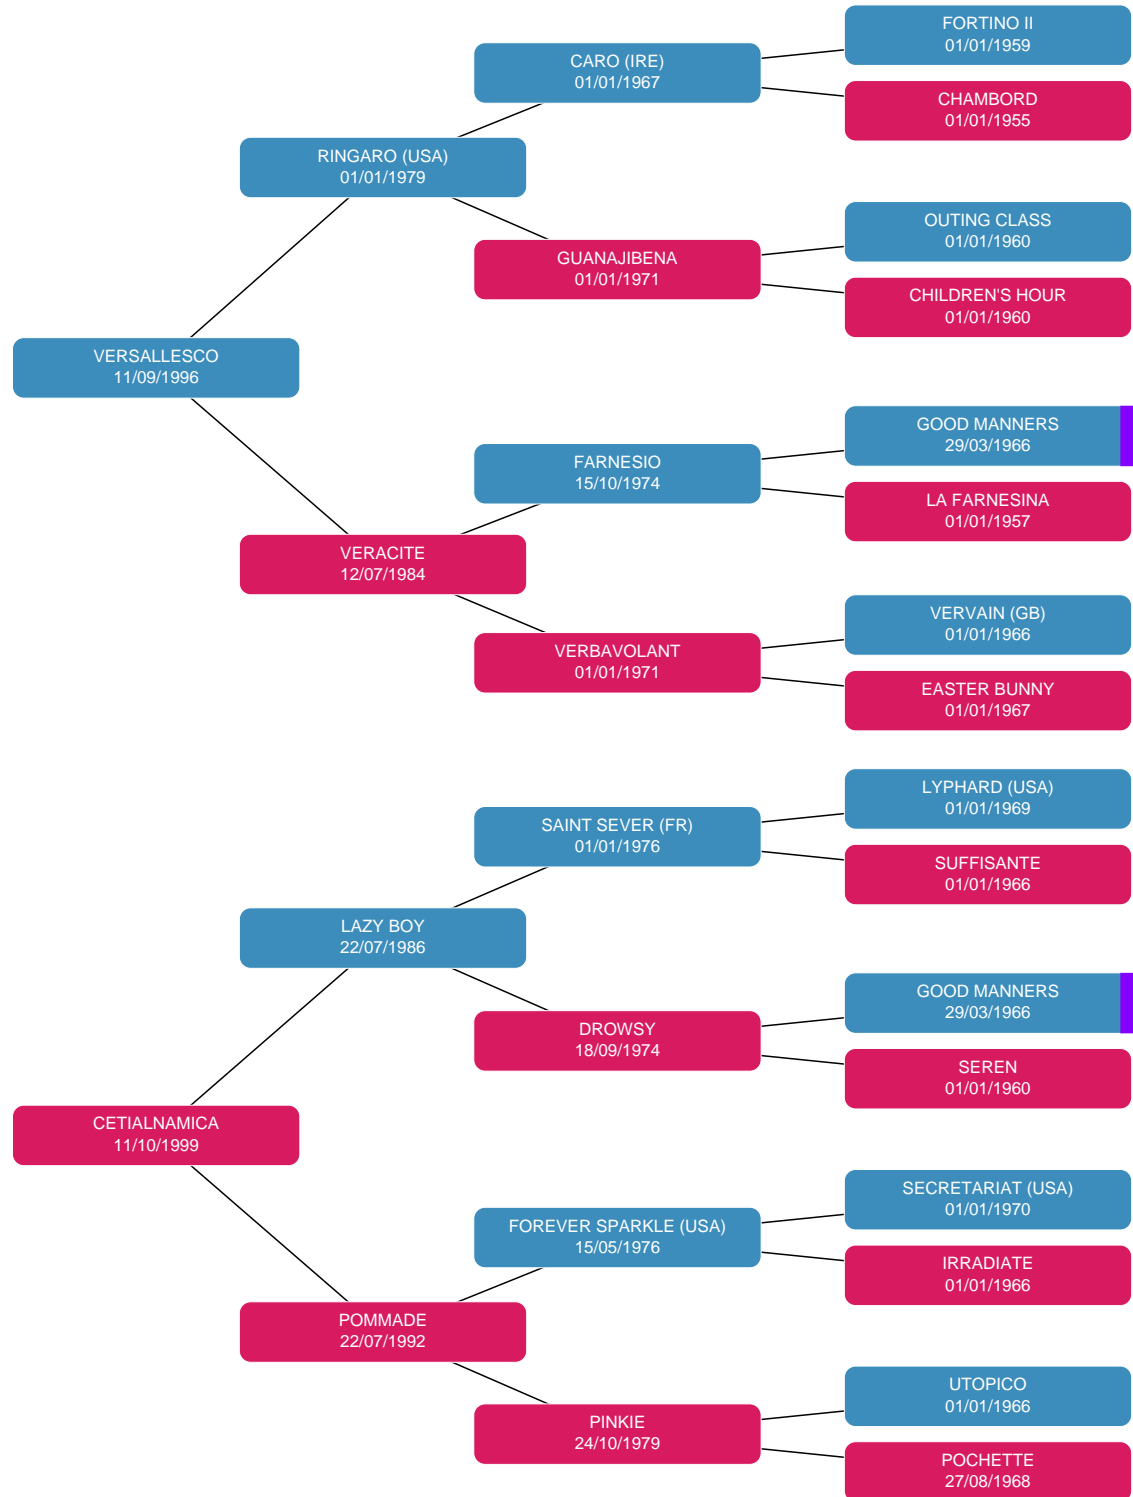 FORTINO II
01/01/1959
CARO (IRE)
01/01/1967
CHAMBORD
01/01/1955
RINGARO (USA)
01/01/1979
OUTING CLASS
01/01/1960
GUANAJIBENA
01/01/1971
CHILDREN'S HOUR
01/01/1960
VERSALLESCO
11/09/1996
GOOD MANNERS
29/03/1966
FARNESIO
15/10/1974
LA FARNESINA
01/01/1957
VERACITE
12/07/1984
VERVAIN (GB)
01/01/1966
VERBAVOLANT
01/01/1971
EASTER BUNNY
01/01/1967
LYPHARD (USA)
01/01/1969
SAINT SEVER (FR)
01/01/1976
SUFFISANTE
01/01/1966
LAZY BOY
22/07/1986
GOOD MANNERS
29/03/1966
DROWSY
18/09/1974
SEREN
01/01/1960
CETIALNAMICA
11/10/1999
SECRETARIAT (USA)
01/01/1970
FOREVER SPARKLE (USA)
15/05/1976
IRRADIATE
01/01/1966
POMMADE
22/07/1992
UTOPICO
01/01/1966
PINKIE
24/10/1979
POCHETTE
27/08/1968